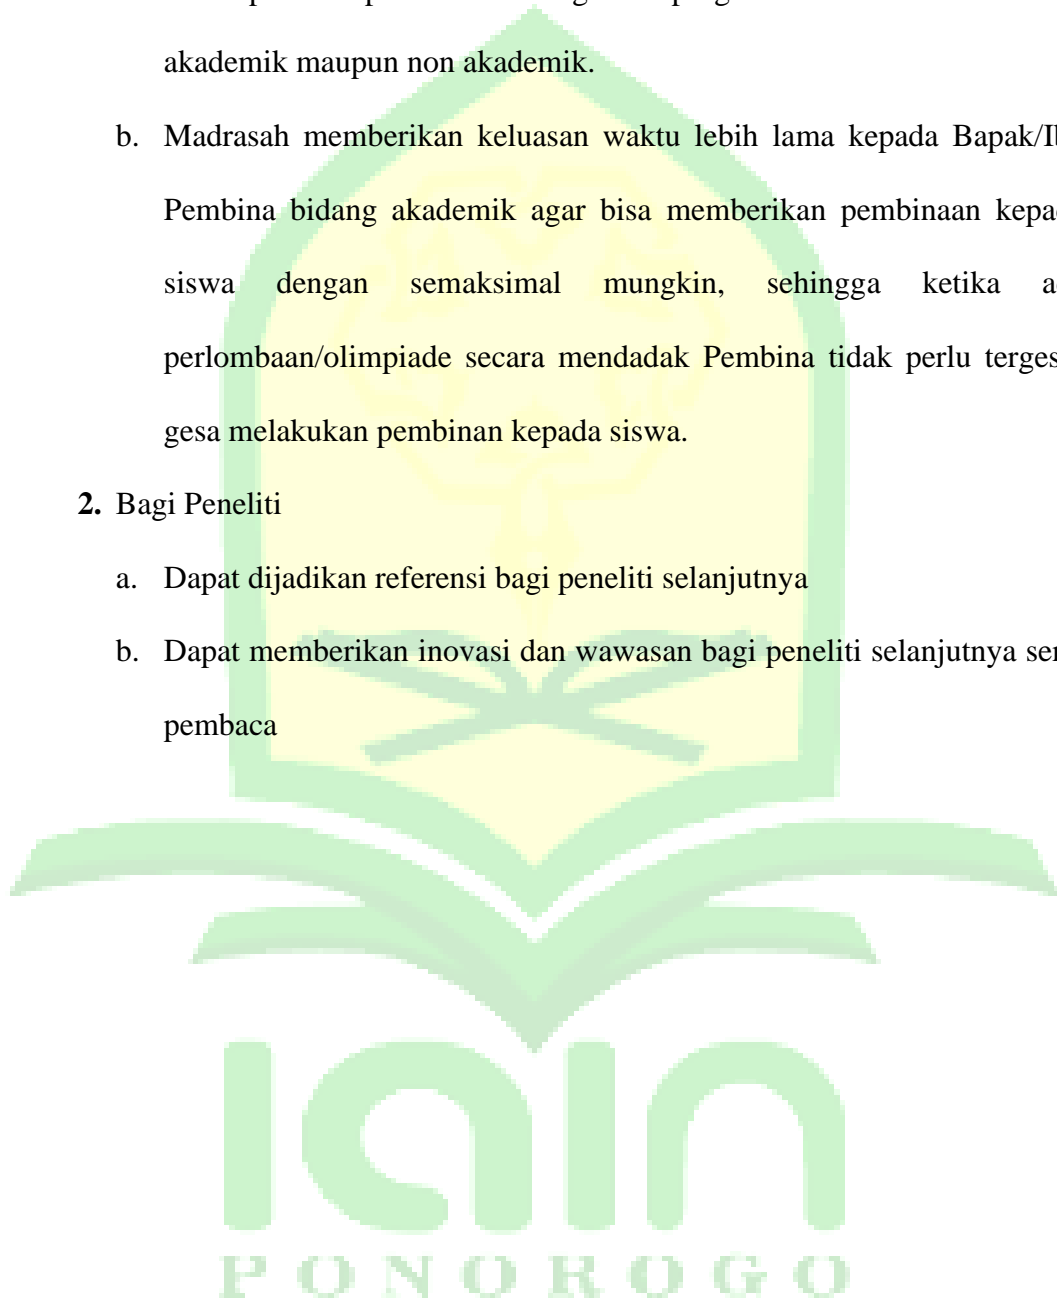 akademik maupun non akademik.
b. Madrasah memberikan keluasan waktu lebih lama kepada
Pembina bidang akademik agar bisa memberikan pembinaan
siswa dengan semaksimal mungkin, sehingga ketika
perlombaan/olimpiade secara mendadak Pembina tidak perlu
gesa melakukan pembinan kepada siswa.
2. Bagi Peneliti
a. Dapat dijadikan referensi bagi peneliti selanjutnya
b. Dapat memberikan inovasi dan wawasan bagi peneliti selanjutnya
pembaca
iain
PONOROGO